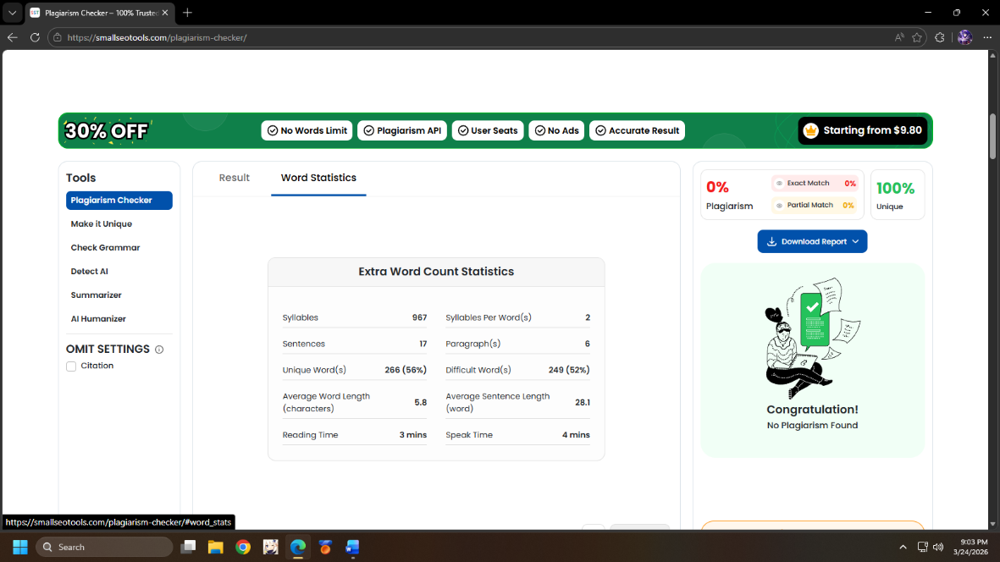 Plagiarism Checker – 100% Trusted
https://smallseotools.com/plagiarism-checker/
30% OFF
No Words Limit
Plagiarism API
User Seats
No Ads
Accurate Result
Starting from $9.80
Tools
Plagiarism Checker
Make it Unique
Check Grammar
Detect AI
Summarizer
AI Humanizer
OMIT SETTINGS
Citation
Result
Word Statistics
Extra Word Count Statistics
Syllables 967
Syllables Per Word(s) 2
Sentences 17
Paragraph(s) 6
Unique Word(s) 266 (56%)
Difficult Word(s) 249 (52%)
Average Word Length
(characters) 5.8
Average Sentence Length
(word) 28.1
Reading Time 3 mins
Speak Time 4 mins
0%
Plagiarism
Exact Match 0%
Partial Match 0%
100%
Unique
Download Report
Congratulation!
No Plagiarism Found
https://smallseotools.com/plagiarism-checker/#word_stats
Search
9:03 PM
3/24/2026